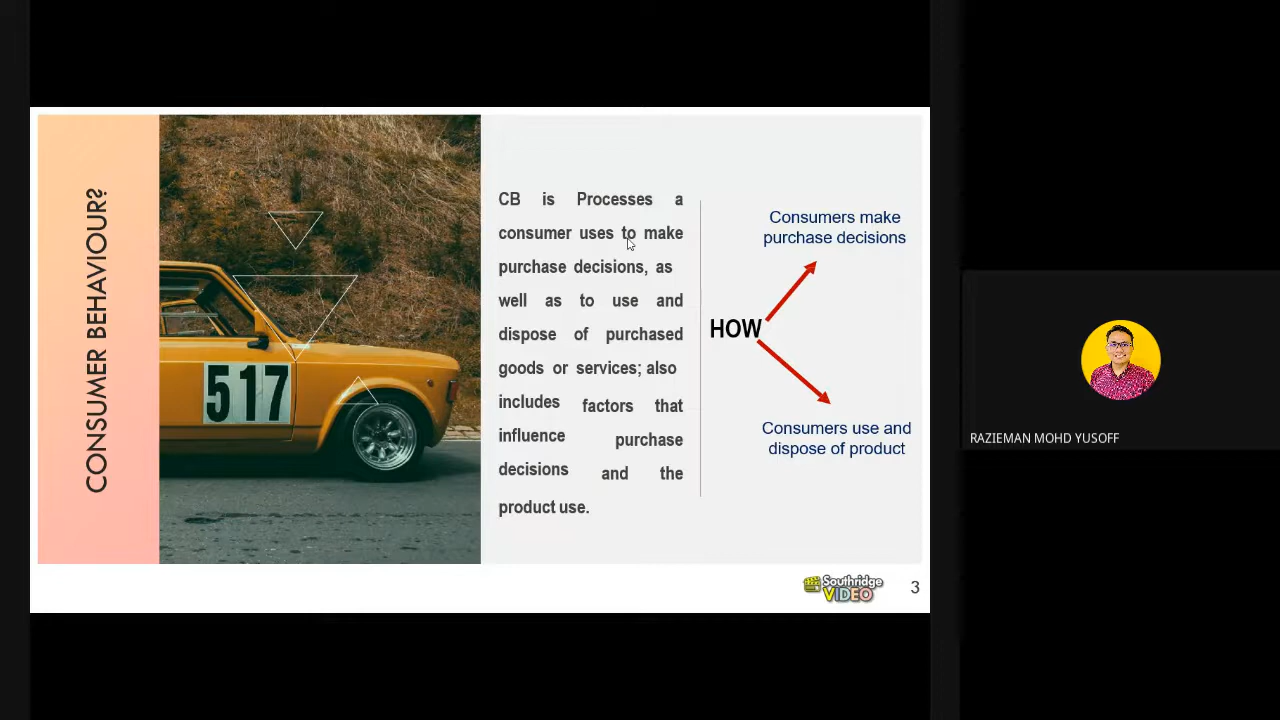 CONSUMER BEHAVIOUR?
517
CB is Processes a
consumer uses to make
purchase decisions, as
well as to use and
dispose of purchased
goods or services; also
includes factors that
influence purchase
decisions and the
product use.
HOW
Consumers make
purchase decisions
Consumers use and
dispose of product
Southridge
VIDEO
3
RAZIEMAN MOHD YUSOFF